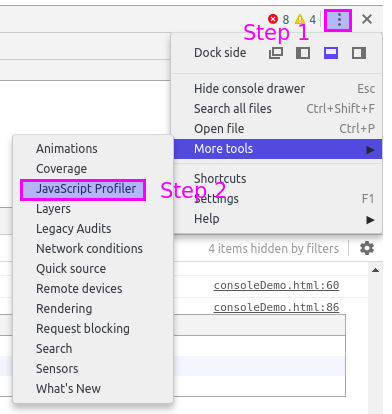 8 4
Step 1
Dock side
Hide console drawer Esc
Search all files Ctrl+Shift+F
Open file Ctrl+P
More tools
Shortcuts
Settings F1
Help
Animations
Coverage
JavaScript Profiler
Step 2
Layers
Legacy Audits
Network conditions
Quick source
Remote devices
Rendering
Request blocking
Search
Sensors
What's New
4 items hidden by filters
consoleDemo.html:60
consoleDemo.html:86